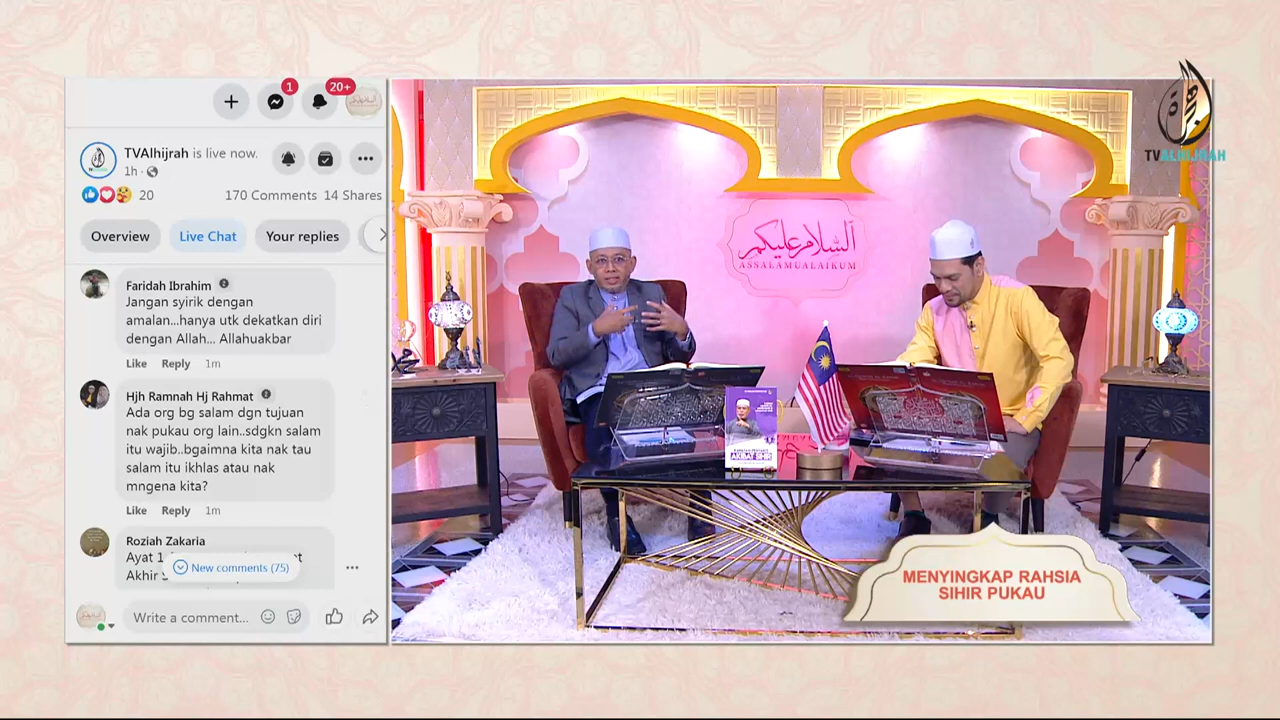 1
20+
TVAlhijrah is live now.
1h
20
170 Comments 14 Shares
Overview
Live Chat
Your replies
Faridah Ibrahim
Jangan syirik dengan
amalan...hanya utk dekatkan diri
dengan Allah... Allahuakbar
Like Reply 1m
Hjh Ramnah Hj Rahmat
Ada org bg salam dgn tujuan
nak pukau org lain..sdgkn salam
itu wajib..bgaimna kita nak tau
salam itu ikhlas atau nak
mngena kita?
Like Reply 1m
Roziah Zakaria
Ayat 1
Akhir
New comments (75)
Write a comment...
السلام عليكم
ASSALAMUALAIKUM
AKIBAT SIHIR
TVALHIJRAH
MENYINGKAP RAHSIA
SIHIR PUKAU